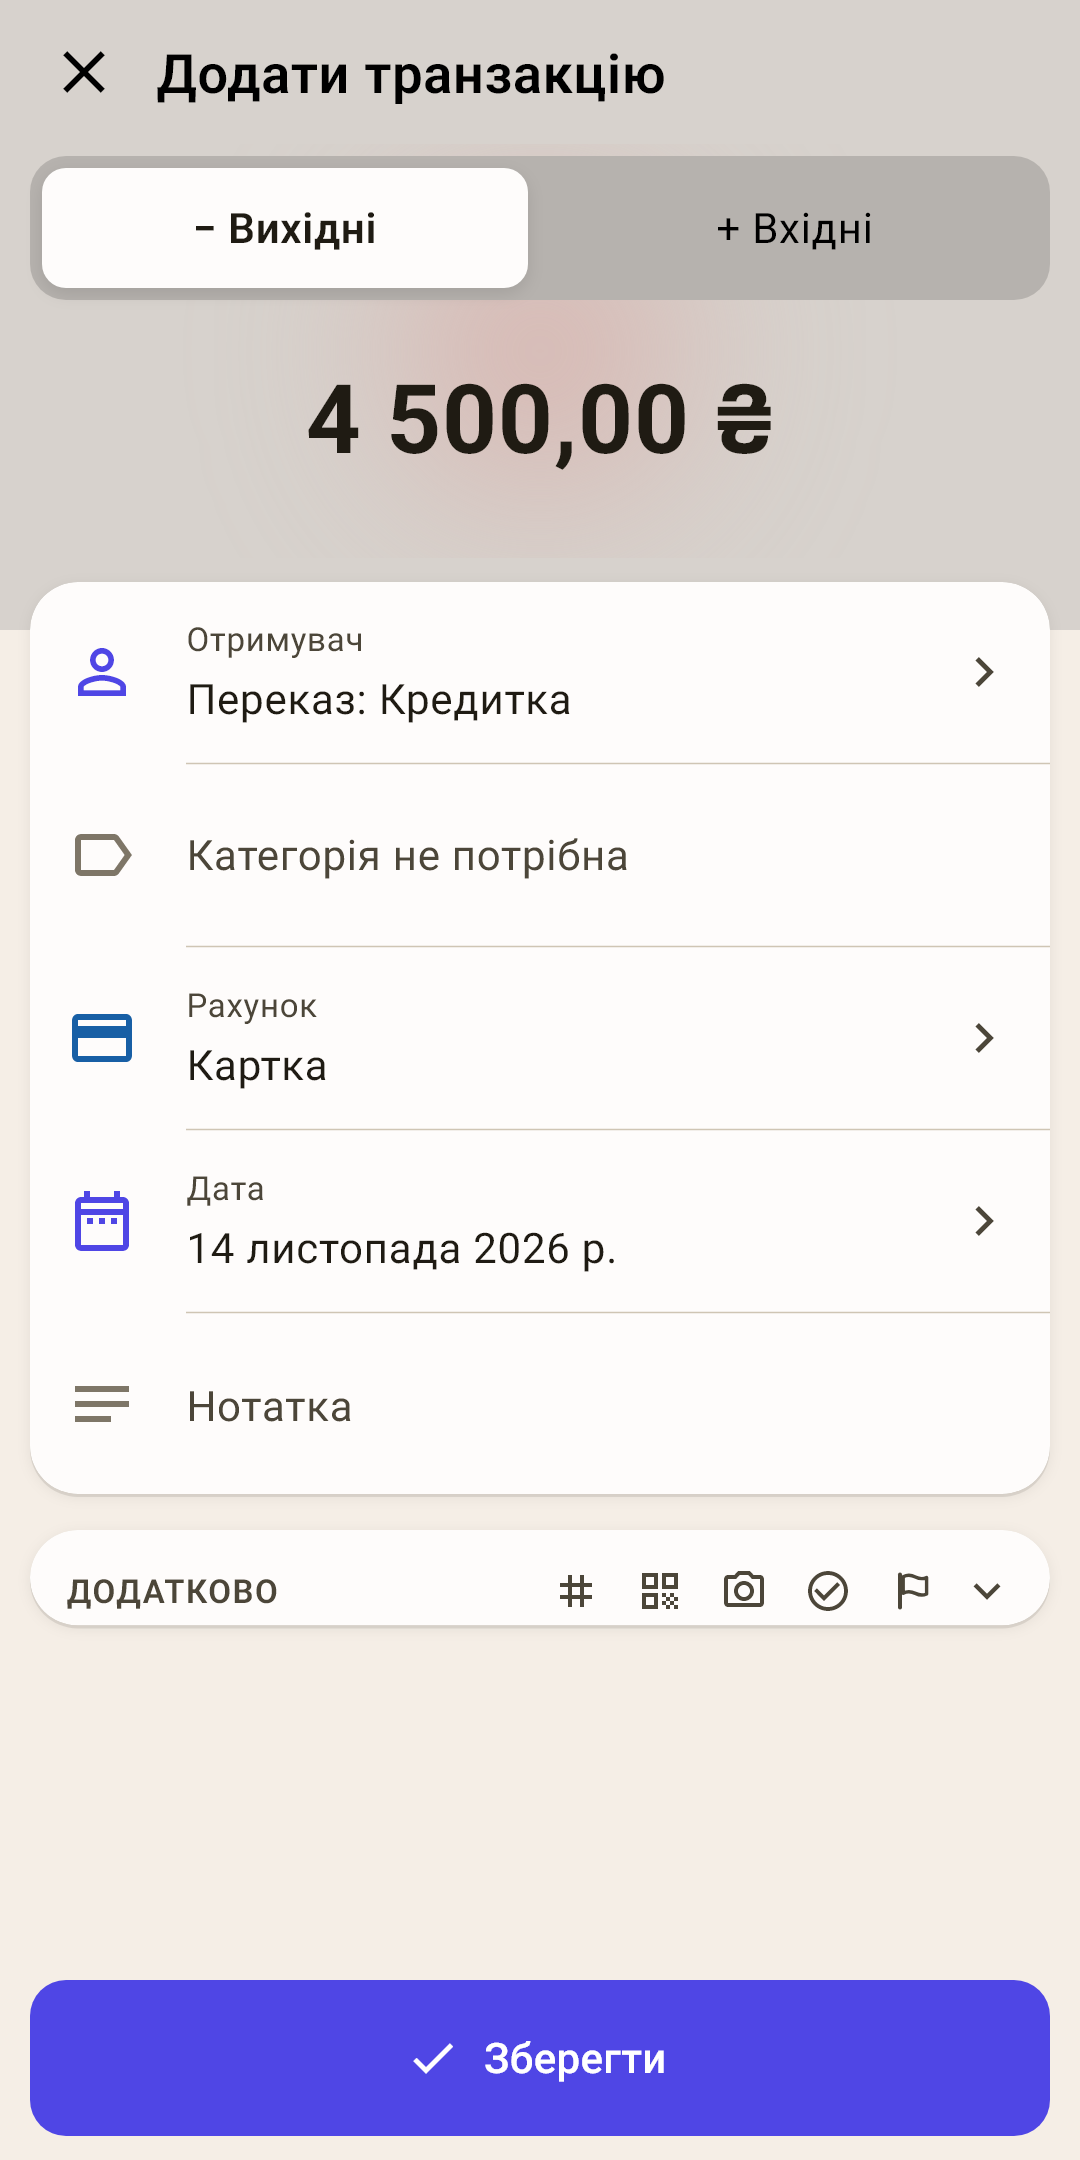 Додати транзакцію
− Вихідні
+ Вхідні
4 500,00 ₴
Отримувач
Переказ: Кредитка
Категорія не потрібна
Рахунок
Картка
Дата
14 листопада 2026 р.
Нотатка
ДОДАТКОВО
Зберегти